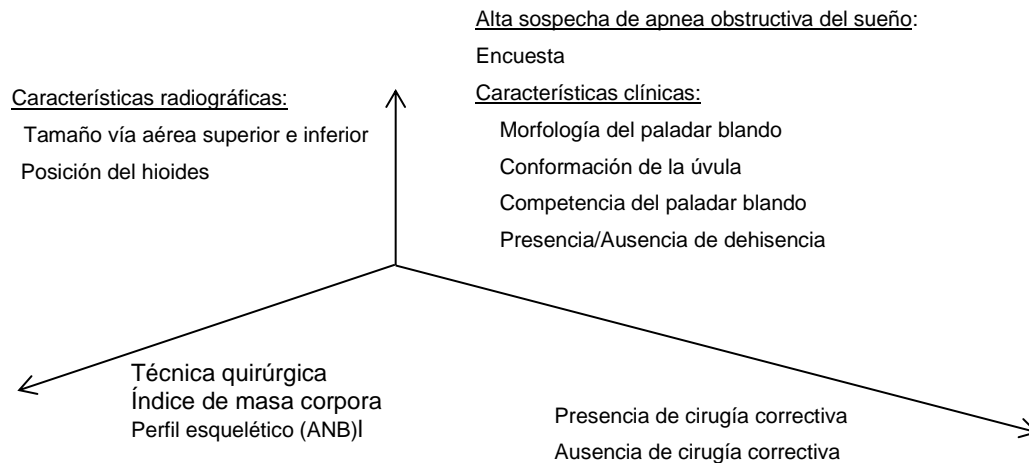 Alta sospecha de apnea obstructiva del sueño:
Encuesta
Características clínicas:
Morfología del paladar blando
Conformación de la úvula
Competencia del paladar blando
Presencia/Ausencia de dehisencia
Características radiográficas:
Tamaño vía aérea superior e inferior
Posición del hioides
Técnica quirúrgica
Índice de masa corpora
Perfil esquelético (ANB)l
Presencia de cirugía correctiva
Ausencia de cirugía correctiva